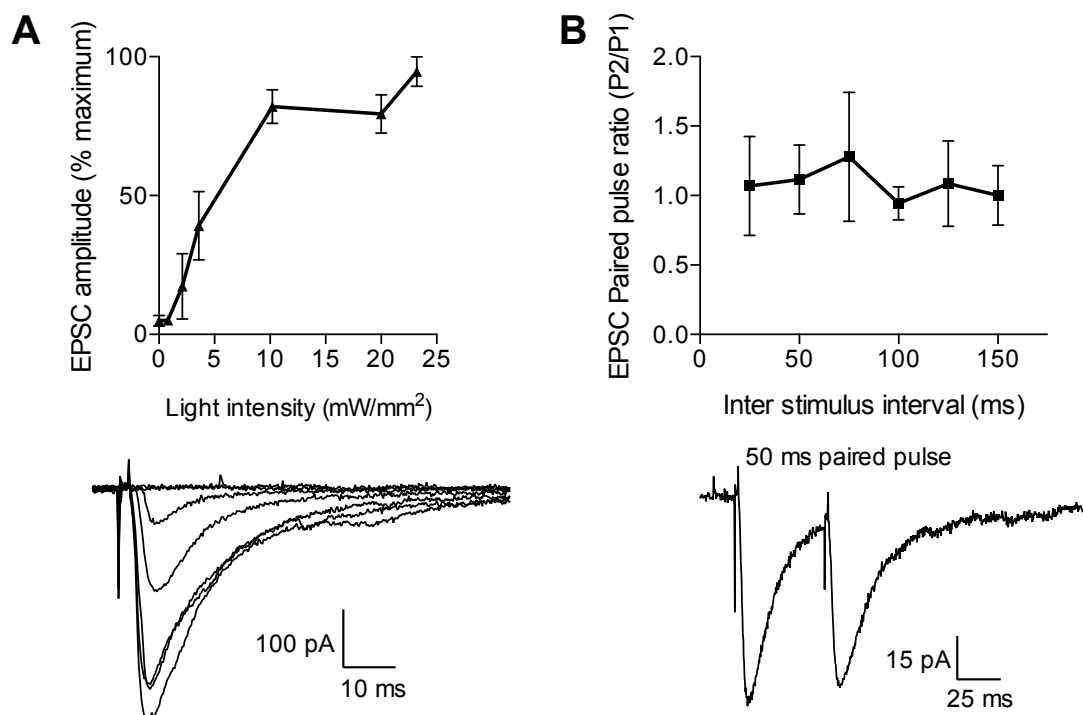 A
EPSC amplitude (% maximum)
100
50
0
0 5 10 15 20 25
Light intensity (mW/mm²)
100 pA
10 ms
B
EPSC Paired pulse ratio (P2/P1)
2.0
1.5
1.0
0.5
0.0
0 50 100 150
Inter stimulus interval (ms)
50 ms paired pulse
15 pA
25 ms